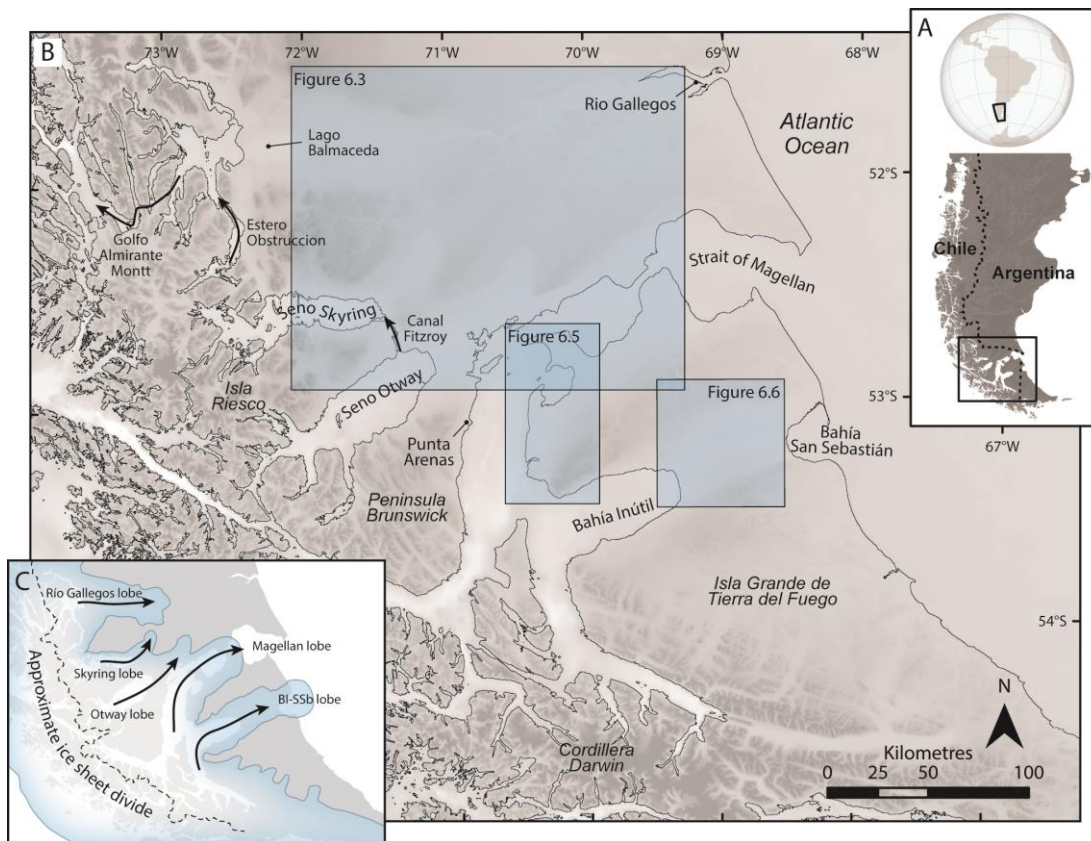 A
B
73°W
72°W
71°W
70°W
69°W
68°W
Figure 6.3
Rio Gallegos
Atlantic
Ocean
Lago
Balmaceda
52°S
Golfo
Almirante
Montt
Estero
Obstruccion
Strait of Magellan
Chile
Argentina
Seno Skyring
Canal
Fitzroy
Figure 6.5
Isla
Riesco
Seno Otway
Figure 6.6
53°S
67°W
Punta
Arenas
Bahía
San Sebastián
Peninsula
Brunswick
Bahía Inútil
C
Río Gallegos lobe
Isla Grande de
Tierra del Fuego
54°S
Magellan lobe
Skyring lobe
BI-SSb lobe
Otway lobe
Approximate ice sheet divide
N
Cordillera
Darwin
Kilometres
0 25 50 100